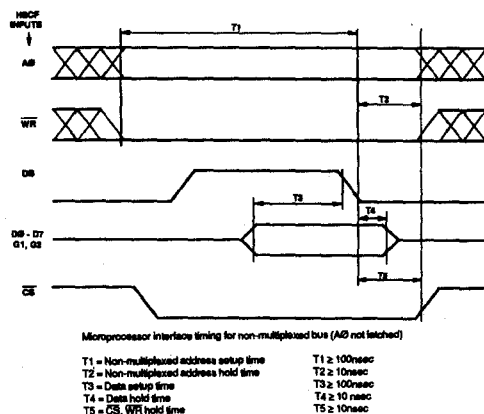 HSCF
INPUTS
T1
AØ
T2
WR
DS
T3
T4
DØ - D7
G1, G2
T5
CS
Microprocessor interface timing for non-multiplexed bus (AØ not latched)
T1 = Non-multiplexed address setup time T1 ≥ 100nsec
T2 = Non-multiplexed address hold time T2 ≥ 10nsec
T3 = Data setup time T3 ≥ 100nsec
T4 = Data hold time T4 ≥ 10 nsec
T5 = CS, WR hold time T5 ≥ 10nsec